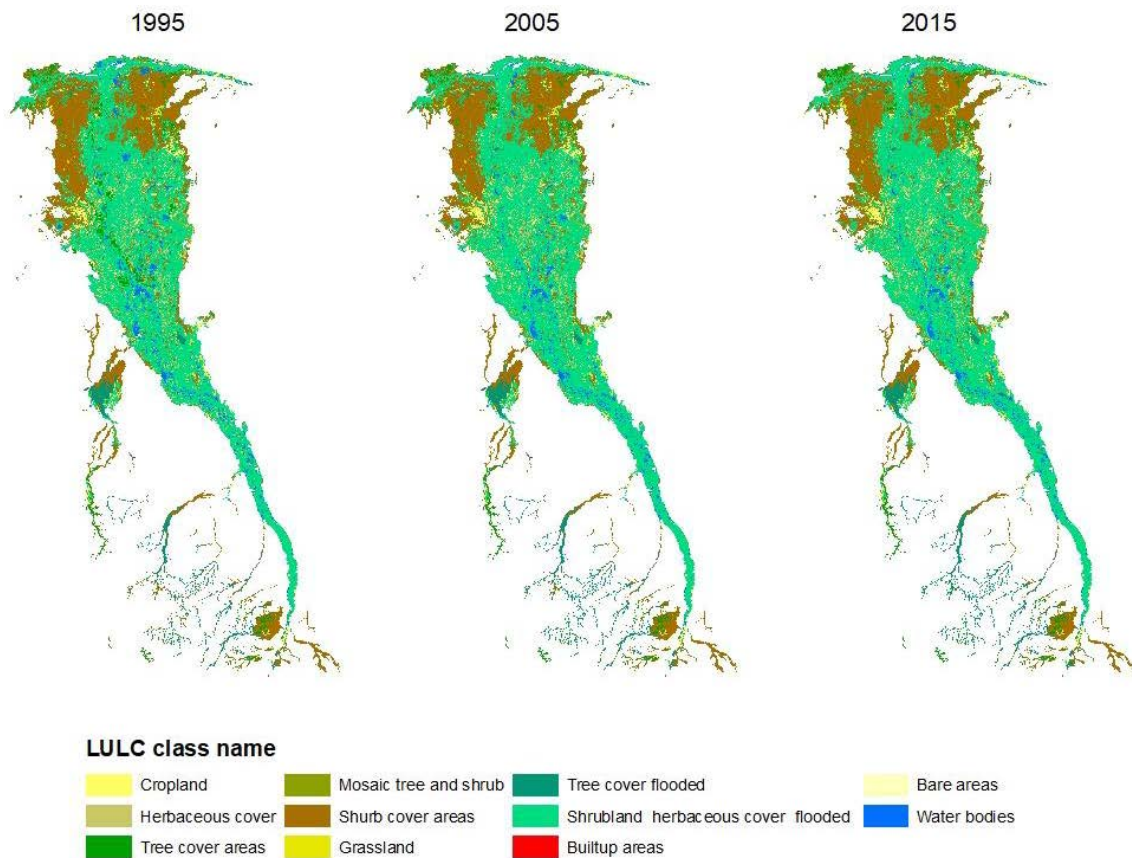 1995 2005 2015
LULC class name
Cropland Mosaic tree and shrub Tree cover flooded Bare areas
Herbaceous cover Shurb cover areas Shrubland herbaceous cover flooded Water bodies
Tree cover areas Grassland Builtup areas